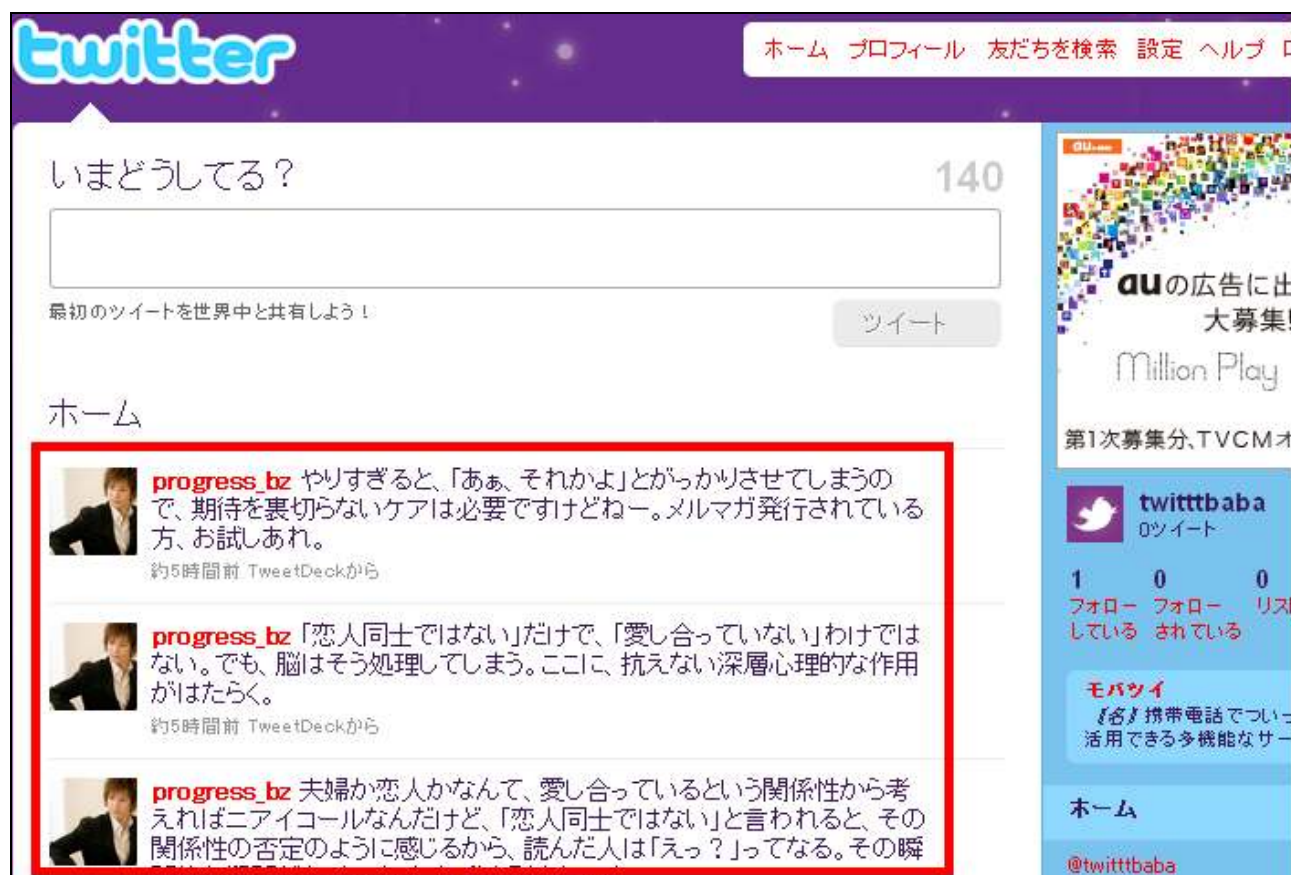 twitter
ホーム プロフィール 友だちを検索 設定 ヘルプ
いまどうしてる？
140
最初のツイートを世界中と共有しよう！
ツイート
ホーム
progress_bz やりすぎると、「あぁ、それかよ」とがっかりさせてしまうの
で、期待を裏切らないケアは必要ですけどねー。メルマガ発行されている
方、お試しあれ。
約5時間前 TweetDeckから
progress_bz 「恋人同士ではない」だけで、「愛し合っていない」わけでは
ない。でも、脳はそう処理してしまう。ここに、抗えない深層心理的な作用
がはたらく。
約5時間前 TweetDeckから
progress_bz 夫婦か恋人かなんて、愛し合っているという関係性から考
えればニアイコールなんだけど、「恋人同士ではない」と言われると、その
関係性の否定のように感じるから、読んだ人は「えっ？」ってなる。その瞬
au
auの広告に出
大募集!
Million Play
第1次募集分、TVCMオ
twitttbaba
0ツイート
1 0 0
フォロー フォロー リス
している されている
モバツイ
【名】携帯電話でついっ
活用できる多機能なサー
ホーム
@twitttbaba